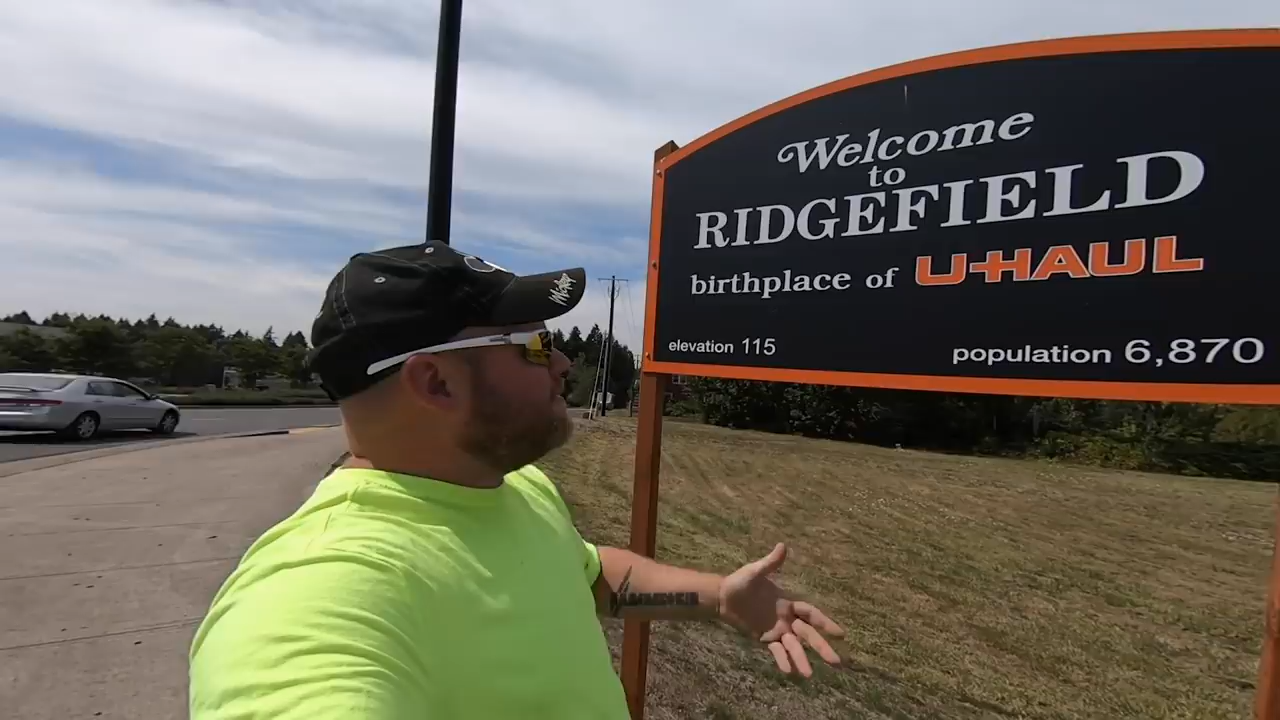 Welcome
to
RIDGEFIELD
birthplace of U-HAUL
elevation 115
population 6,870